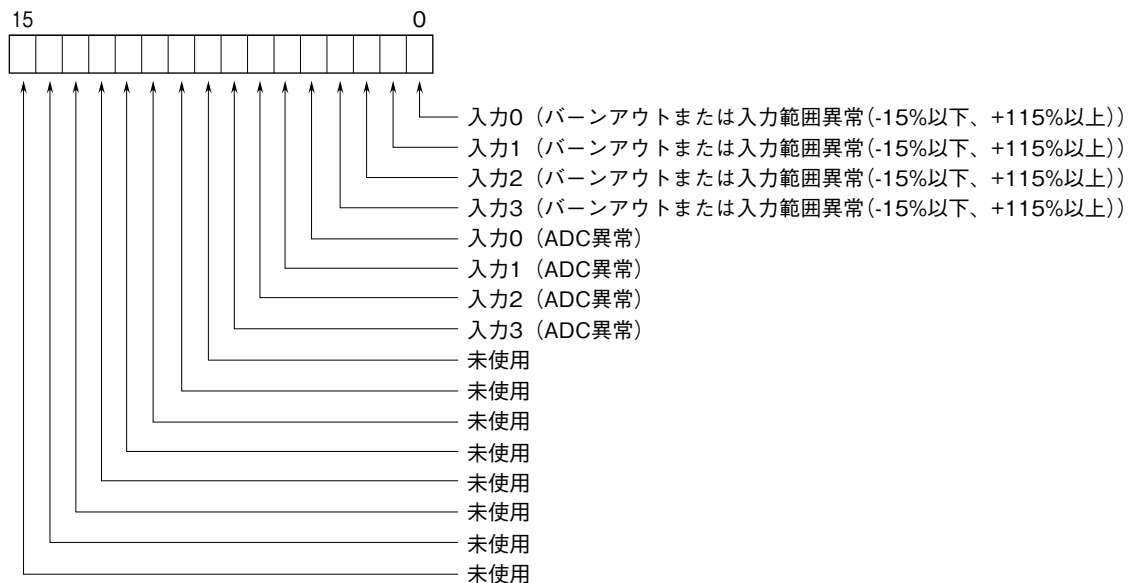 15 0
入力0（バーンアウトまたは入力範囲異常（-15%以下、+115%以上））
入力1（バーンアウトまたは入力範囲異常（-15%以下、+115%以上））
入力2（バーンアウトまたは入力範囲異常（-15%以下、+115%以上））
入力3（バーンアウトまたは入力範囲異常（-15%以下、+115%以上））
入力0（ADC異常）
入力1（ADC異常）
入力2（ADC異常）
入力3（ADC異常）
未使用
未使用
未使用
未使用
未使用
未使用
未使用
未使用